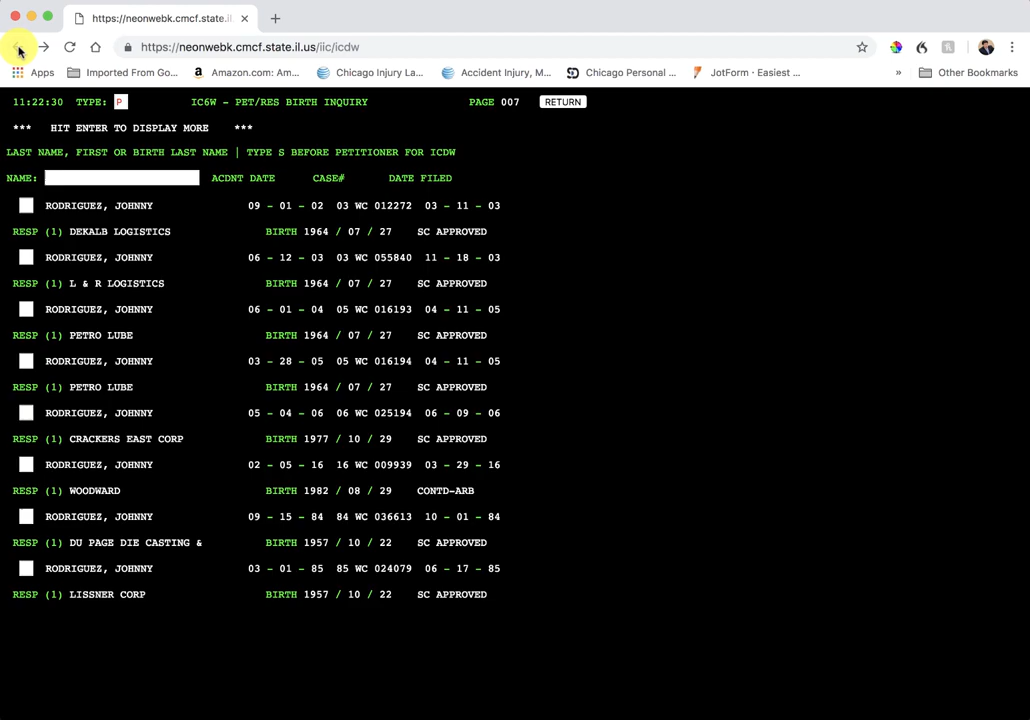 https://neonwebk.cmcf.state.il.
https://neonwebk.cmcf.state.il.us/iic/icdw
Apps Imported From Go... Amazon.com: Am... Chicago Injury La... Accident Injury, M... Chicago Personal ... JotForm · Easiest ... » Other Bookmarks
11:22:30 TYPE: P IC6W - PET/RES BIRTH INQUIRY PAGE 007 RETURN
*** HIT ENTER TO DISPLAY MORE ***
LAST NAME, FIRST OR BIRTH LAST NAME | TYPE S BEFORE PETITIONER FOR ICDW
NAME: ACDNT DATE CASE# DATE FILED
RODRIGUEZ, JOHNNY 09 - 01 - 02 03 WC 012272 03 - 11 - 03
RESP (1) DEKALB LOGISTICS BIRTH 1964 / 07 / 27 SC APPROVED
RODRIGUEZ, JOHNNY 06 - 12 - 03 03 WC 055840 11 - 18 - 03
RESP (1) L & R LOGISTICS BIRTH 1964 / 07 / 27 SC APPROVED
RODRIGUEZ, JOHNNY 06 - 01 - 04 05 WC 016193 04 - 11 - 05
RESP (1) PETRO LUBE BIRTH 1964 / 07 / 27 SC APPROVED
RODRIGUEZ, JOHNNY 03 - 28 - 05 05 WC 016194 04 - 11 - 05
RESP (1) PETRO LUBE BIRTH 1964 / 07 / 27 SC APPROVED
RODRIGUEZ, JOHNNY 05 - 04 - 06 06 WC 025194 06 - 09 - 06
RESP (1) CRACKERS EAST CORP BIRTH 1977 / 10 / 29 SC APPROVED
RODRIGUEZ, JOHNNY 02 - 05 - 16 16 WC 009939 03 - 29 - 16
RESP (1) WOODWARD BIRTH 1982 / 08 / 29 CONTD-ARB
RODRIGUEZ, JOHNNY 09 - 15 - 84 84 WC 036613 10 - 01 - 84
RESP (1) DU PAGE DIE CASTING & BIRTH 1957 / 10 / 22 SC APPROVED
RODRIGUEZ, JOHNNY 03 - 01 - 85 85 WC 024079 06 - 17 - 85
RESP (1) LISSNER CORP BIRTH 1957 / 10 / 22 SC APPROVED